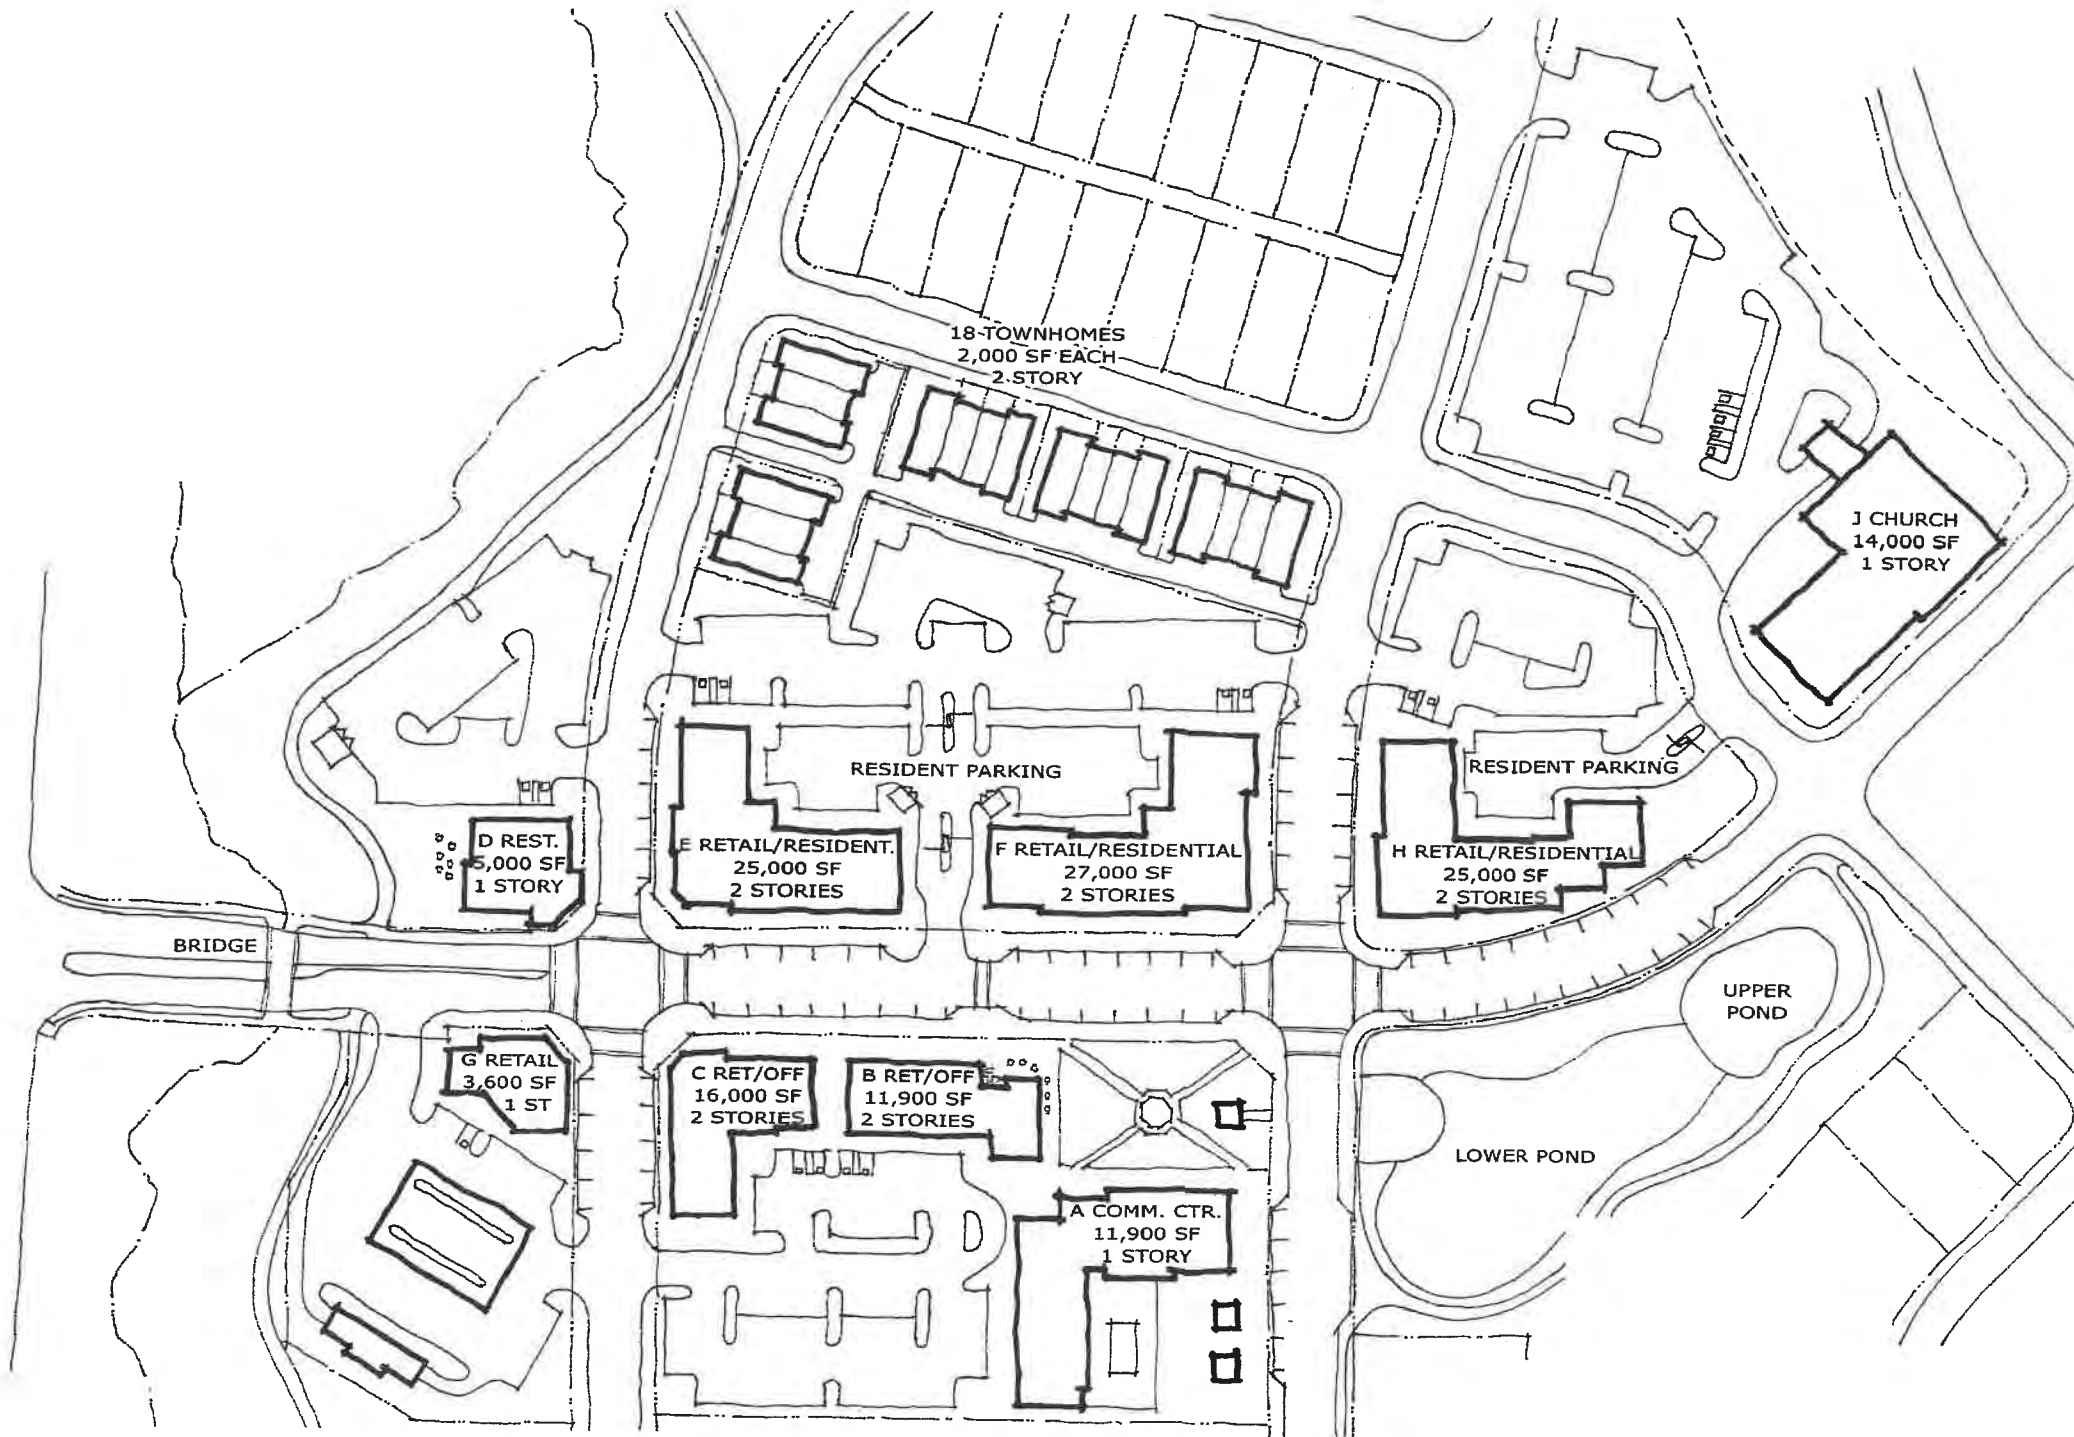 18 TOWNHOMES
2,000 SF EACH
2 STORY
J CHURCH
14,000 SF
1 STORY
RESIDENT PARKING
RESIDENT PARKING
D REST.
5,000 SF
1 STORY
E RETAIL/RESIDENT.
25,000 SF
2 STORIES
F RETAIL/RESIDENTIAL
27,000 SF
2 STORIES
H RETAIL/RESIDENTIAL
25,000 SF
2 STORIES
BRIDGE
UPPER
POND
G RETAIL
3,600 SF
1 ST
C RET/OFF
16,000 SF
2 STORIES
B RET/OFF
11,900 SF
2 STORIES
LOWER POND
A COMM. CTR.
11,900 SF
1 STORY